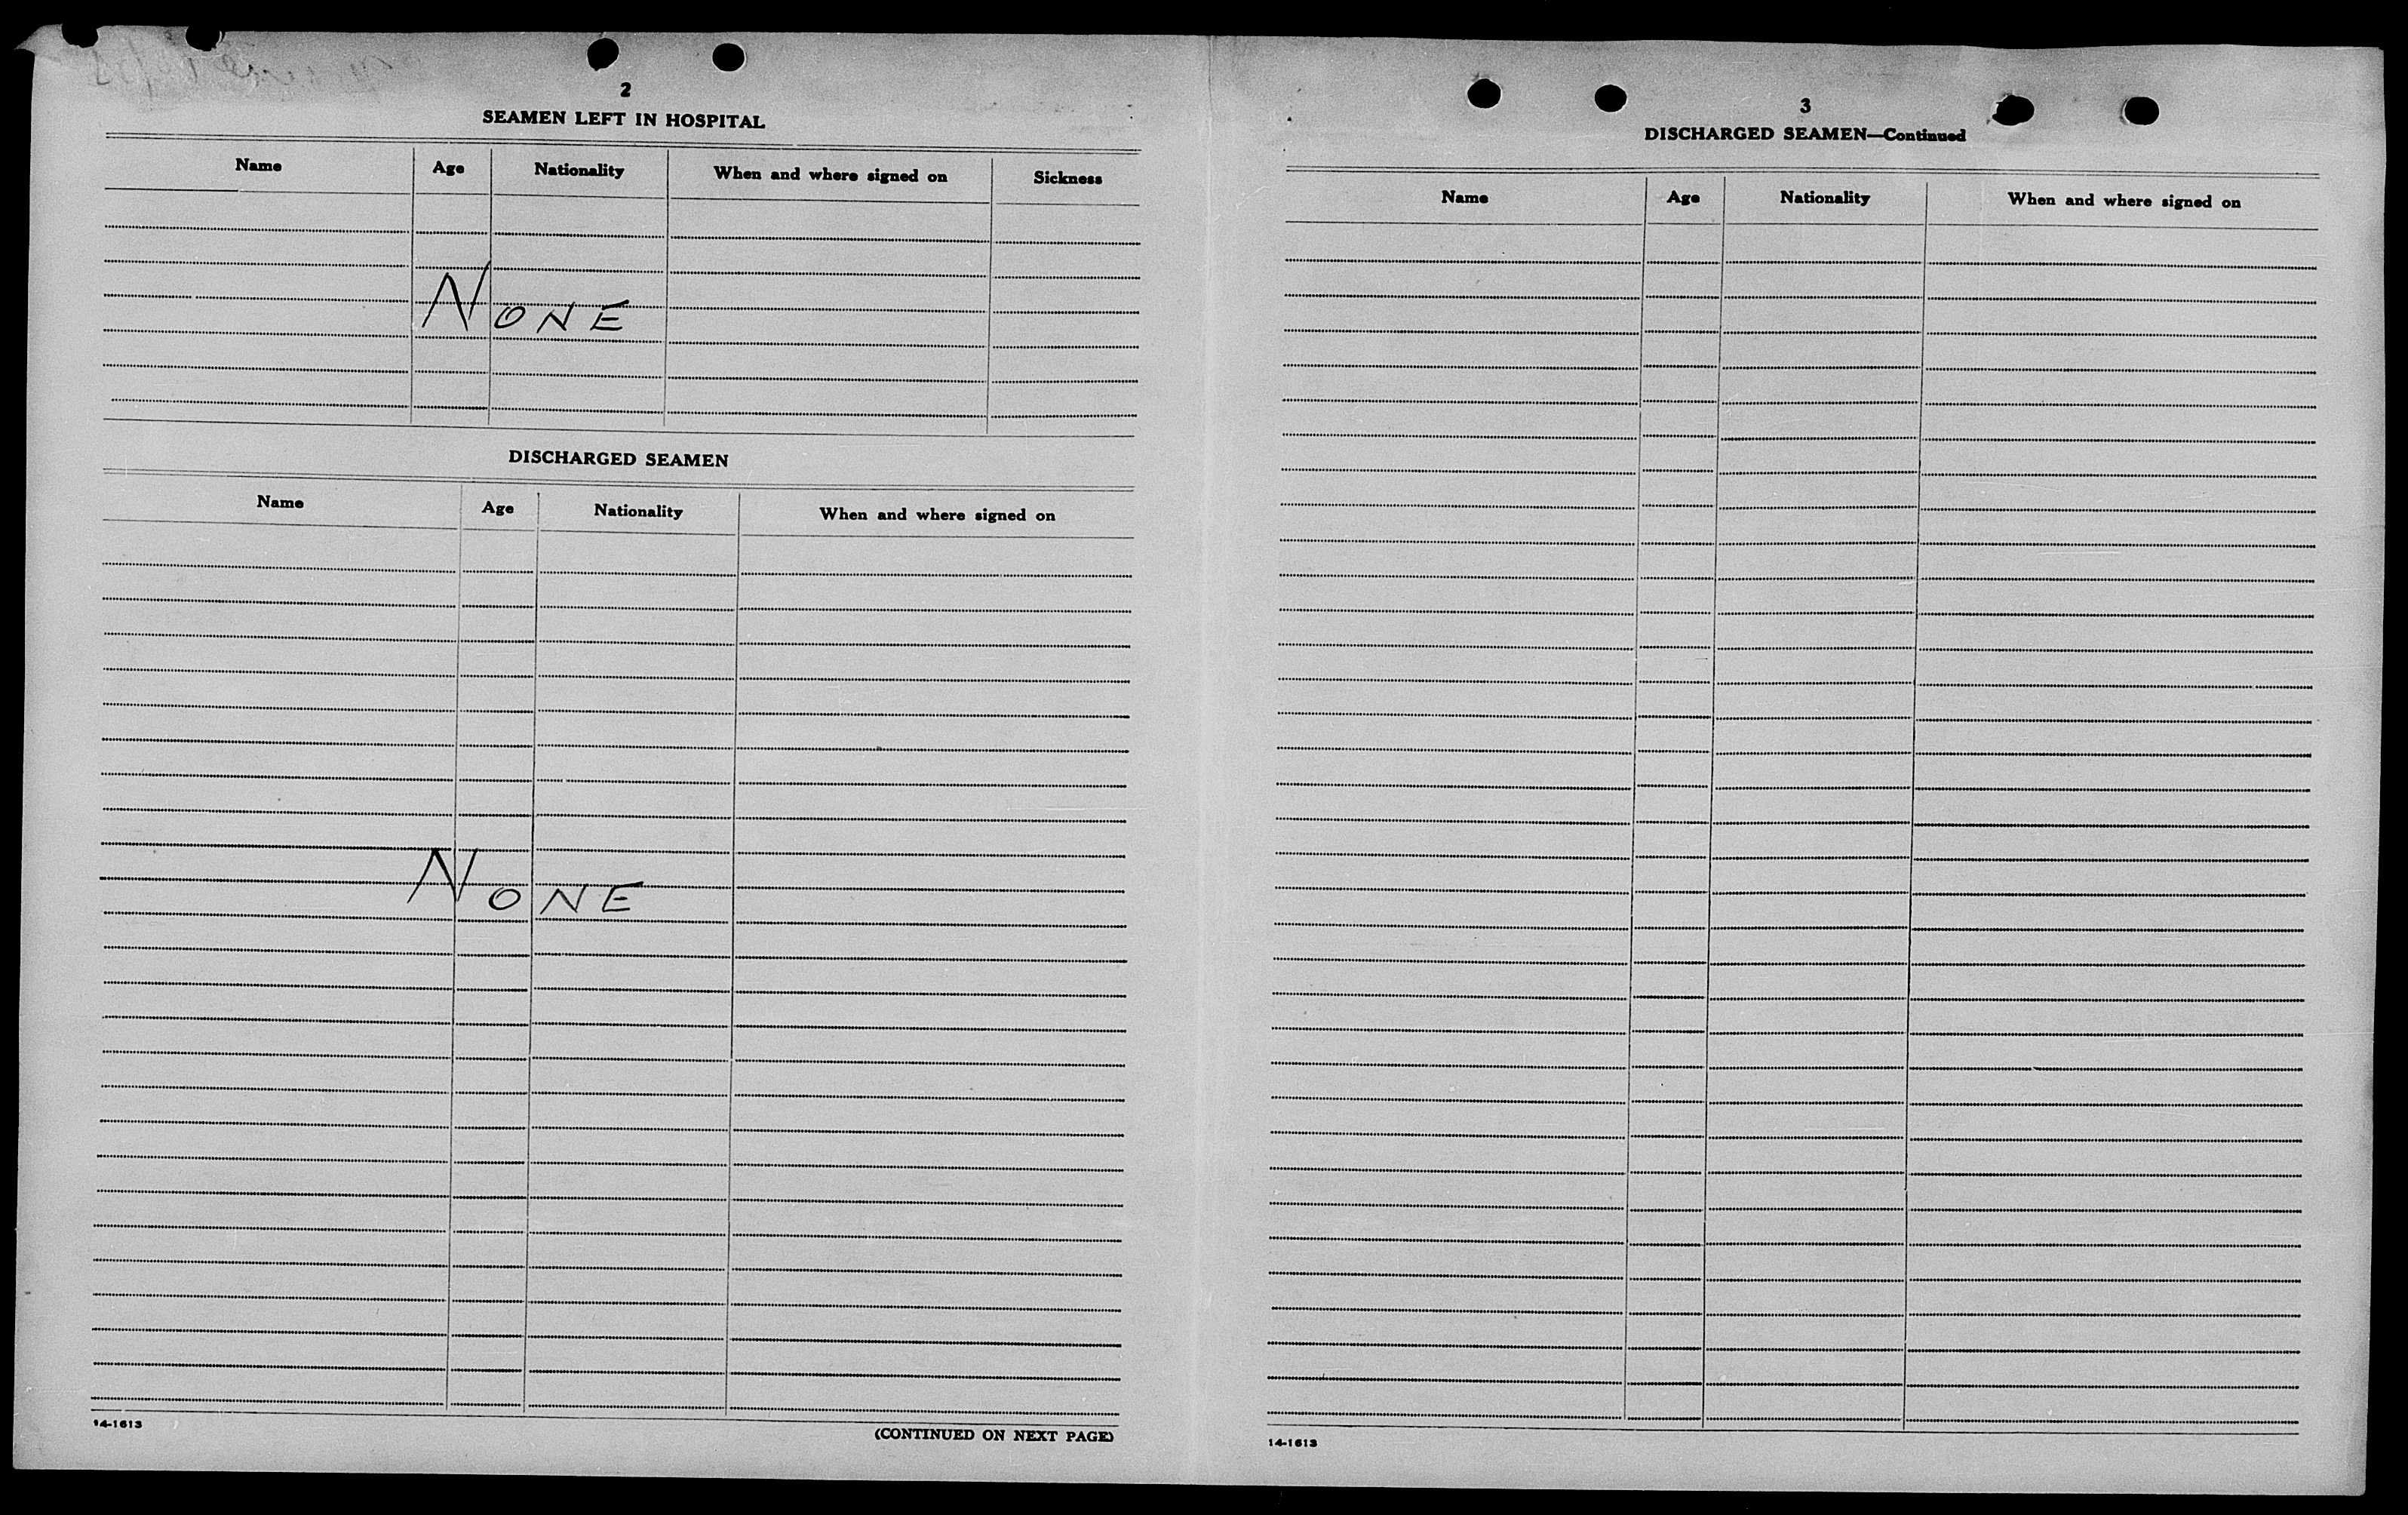 2
SEAMEN LEFT IN HOSPITAL
Name Age Nationality When and where signed on Sickness
NONE
DISCHARGED SEAMEN
Name Age Nationality When and where signed on
NONE
14-1613
(CONTINUED ON NEXT PAGE)
3
DISCHARGED SEAMEN—Continued
Name Age Nationality When and where signed on
14-1613